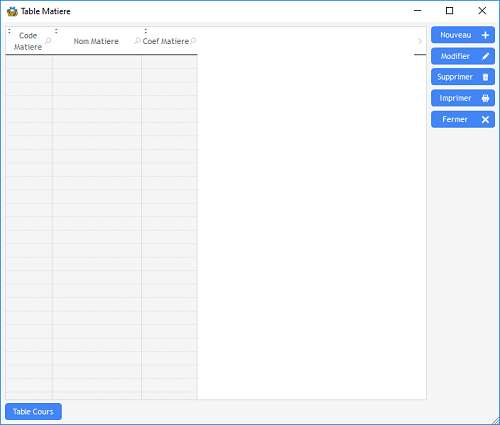 Table Matiere
Code
Matiere
Nom Matiere
Coef Matiere
Nouveau
Modifier
Supprimer
Imprimer
Fermer
Table Cours